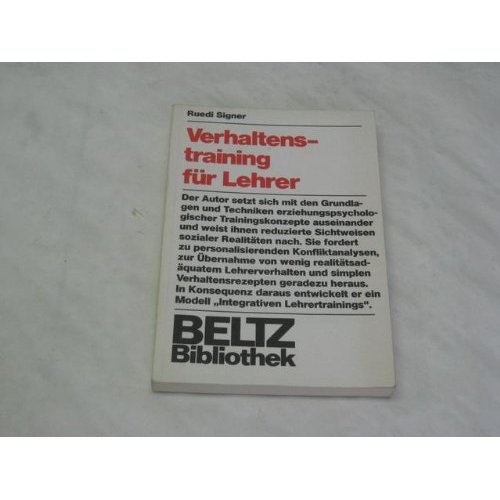 Ruedi Signer
Verhaltens-
training
für Lehrer
Der Autor setzt sich mit den Grundla-
gen und Techniken erziehungspsycholo-
gischer Trainingskonzepte auseinander
und weist ihnen reduzierte Sichtweisen
sozialer Realitäten nach. Sie fordert
zu personalisierenden Konfliktanalysen,
zur Übernahme von wenig realitätsad-
äquatem Lehrerverhalten und simplen
Verhaltensrezepten geradezu heraus.
In Konsequenz daraus entwickelt er ein
Modell „Integrativen Lehrertrainings“.
BELTZ
Bibliothek